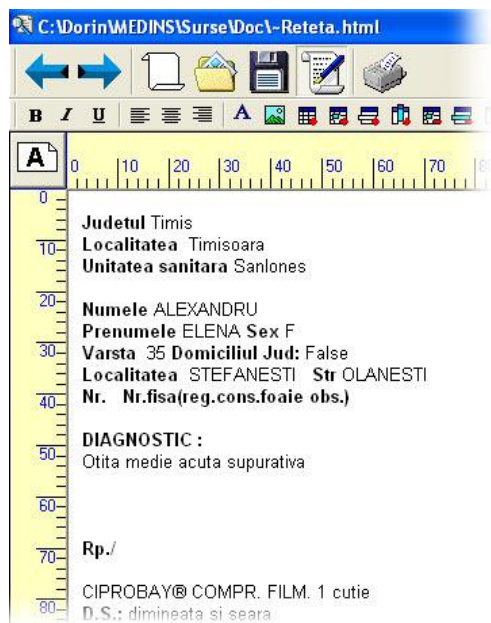 C:\Dorin\MEDINS\Surse\Doc\~Reteta.html
B I U A
A
0 10 20 30 40 50 60 70
0
Judetul Timis
10
Localitatea Timisoara
Unitatea sanitara Sanlones
20
Numele ALEXANDRU
Prenumele ELENA Sex F
30
Varsta 35 Domiciliul Jud: False
Localitatea STEFANESTI Str OLANESTI
40
Nr. Nr.fisa(reg.cons.foaie obs.)
DIAGNOSTIC :
50
Otita medie acuta supurativa
60
70
Rp./
CIPROBAY® COMPR. FILM. 1 cutie
80
D.S.: dimineata si seara